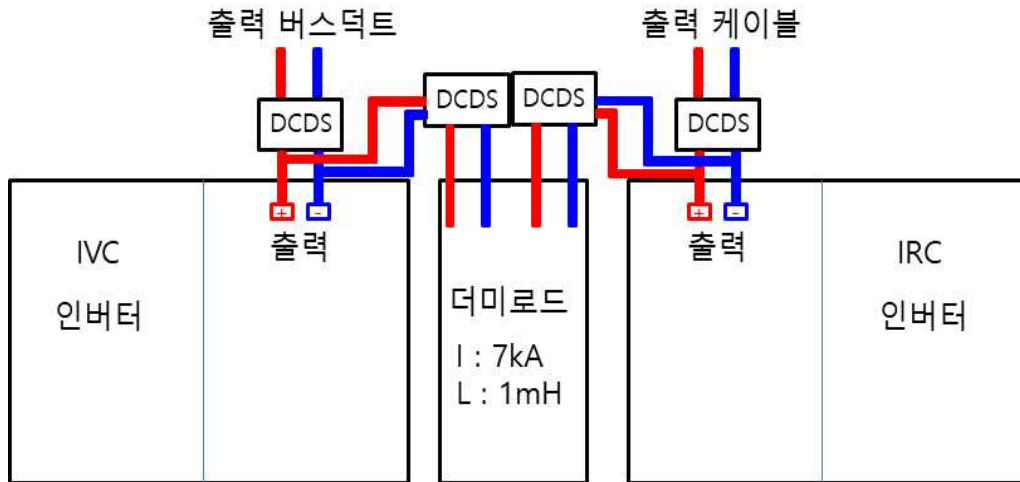 출력 버스덕트
출력 케이블
DCDS
DCDS
DCDS
DCDS
+
-
+
-
출력
출력
IVC
인버터
더미로드
I : 7kA
L : 1mH
IRC
인버터